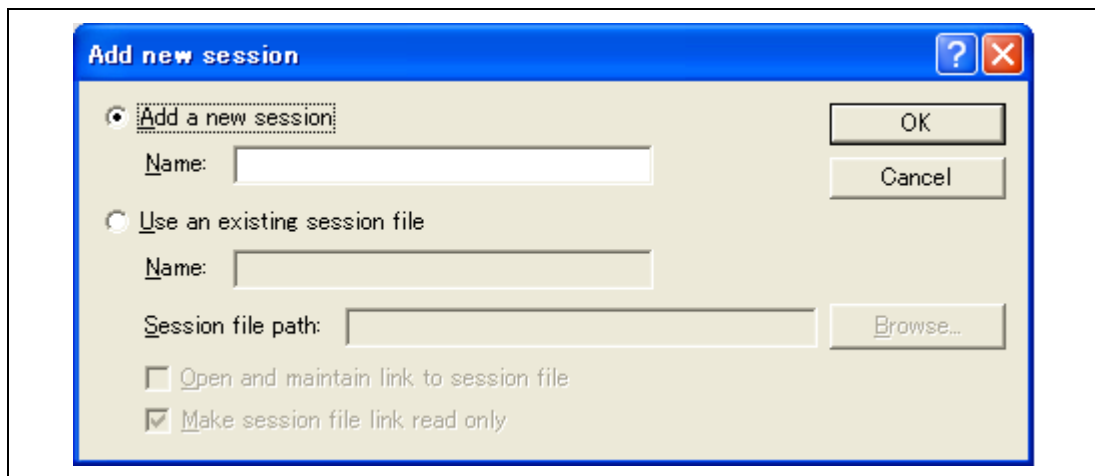 Add new session
Add a new session
OK
Name:
Cancel
Use an existing session file
Name:
Session file path:
Browse...
Open and maintain link to session file
Make session file link read only